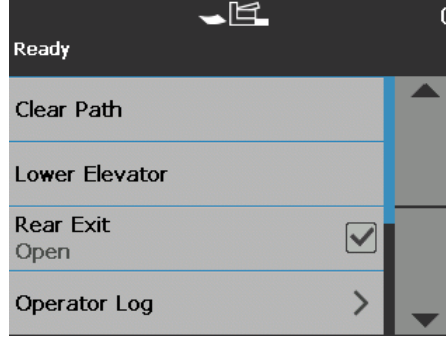 Ready
Clear Path
Lower Elevator
Rear Exit
Open
Operator Log